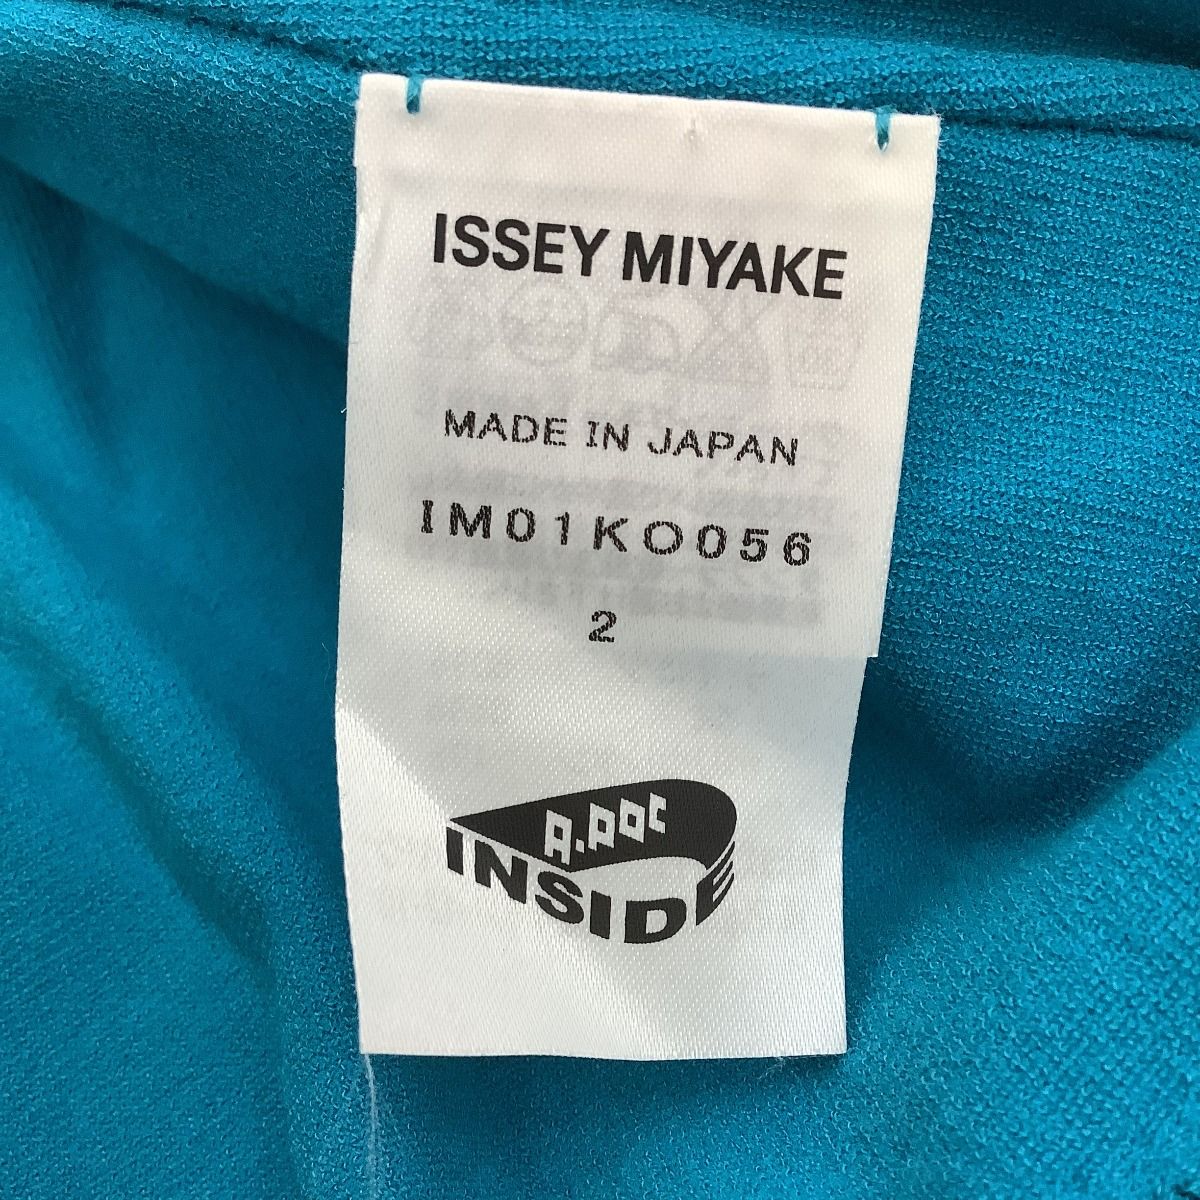 ISSEY MIYAKE
MADE IN JAPAN
IM01KO056
2
A.POC
INSIDE